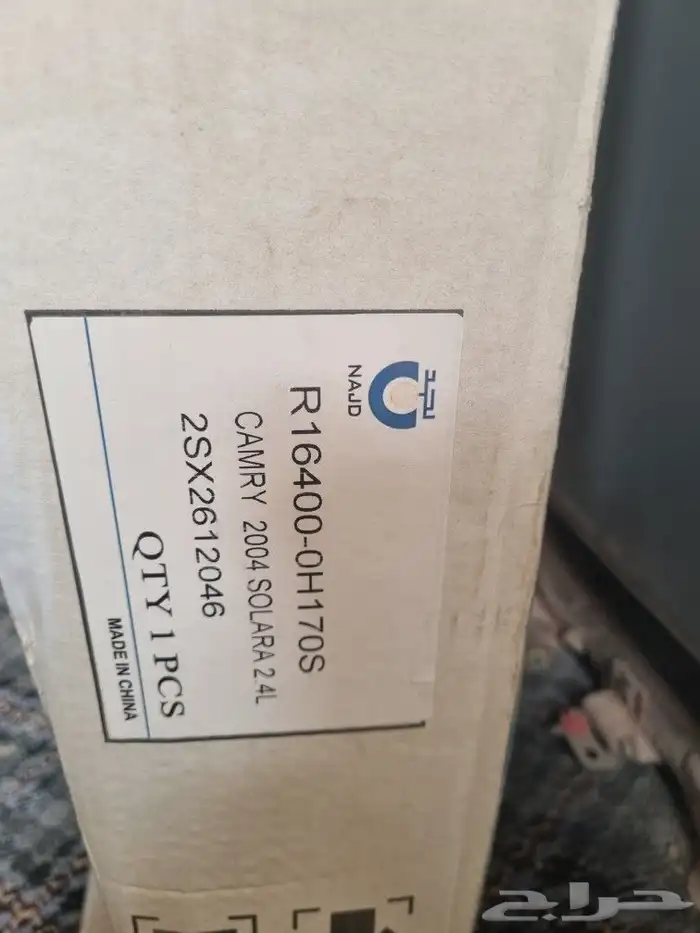 نجد
NAJD
R16400-0H170S
CAMRY 2004 SOLARA 2.4L
2SX2612046
QTY 1 PCS
MADE IN CHINA
حراج